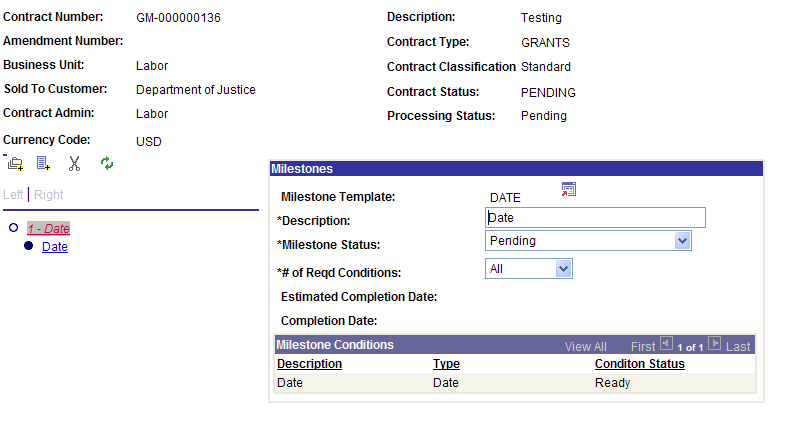 Contract Number: GM-000000136 Description: Testing
Amendment Number: Contract Type: GRANTS
Business Unit: Labor Contract Classification Standard
Sold To Customer: Department of Justice Contract Status: PENDING
Contract Admin: Labor Processing Status: Pending
Currency Code: USD
Left | Right
1 - Date
Date
Milestones
Milestone Template: DATE
*Description: Date
*Milestone Status: Pending
*# of Reqd Conditions: All
Estimated Completion Date:
Completion Date:
Milestone Conditions View All First 1 of 1 Last
Description Type Conditon Status
Date Date Ready